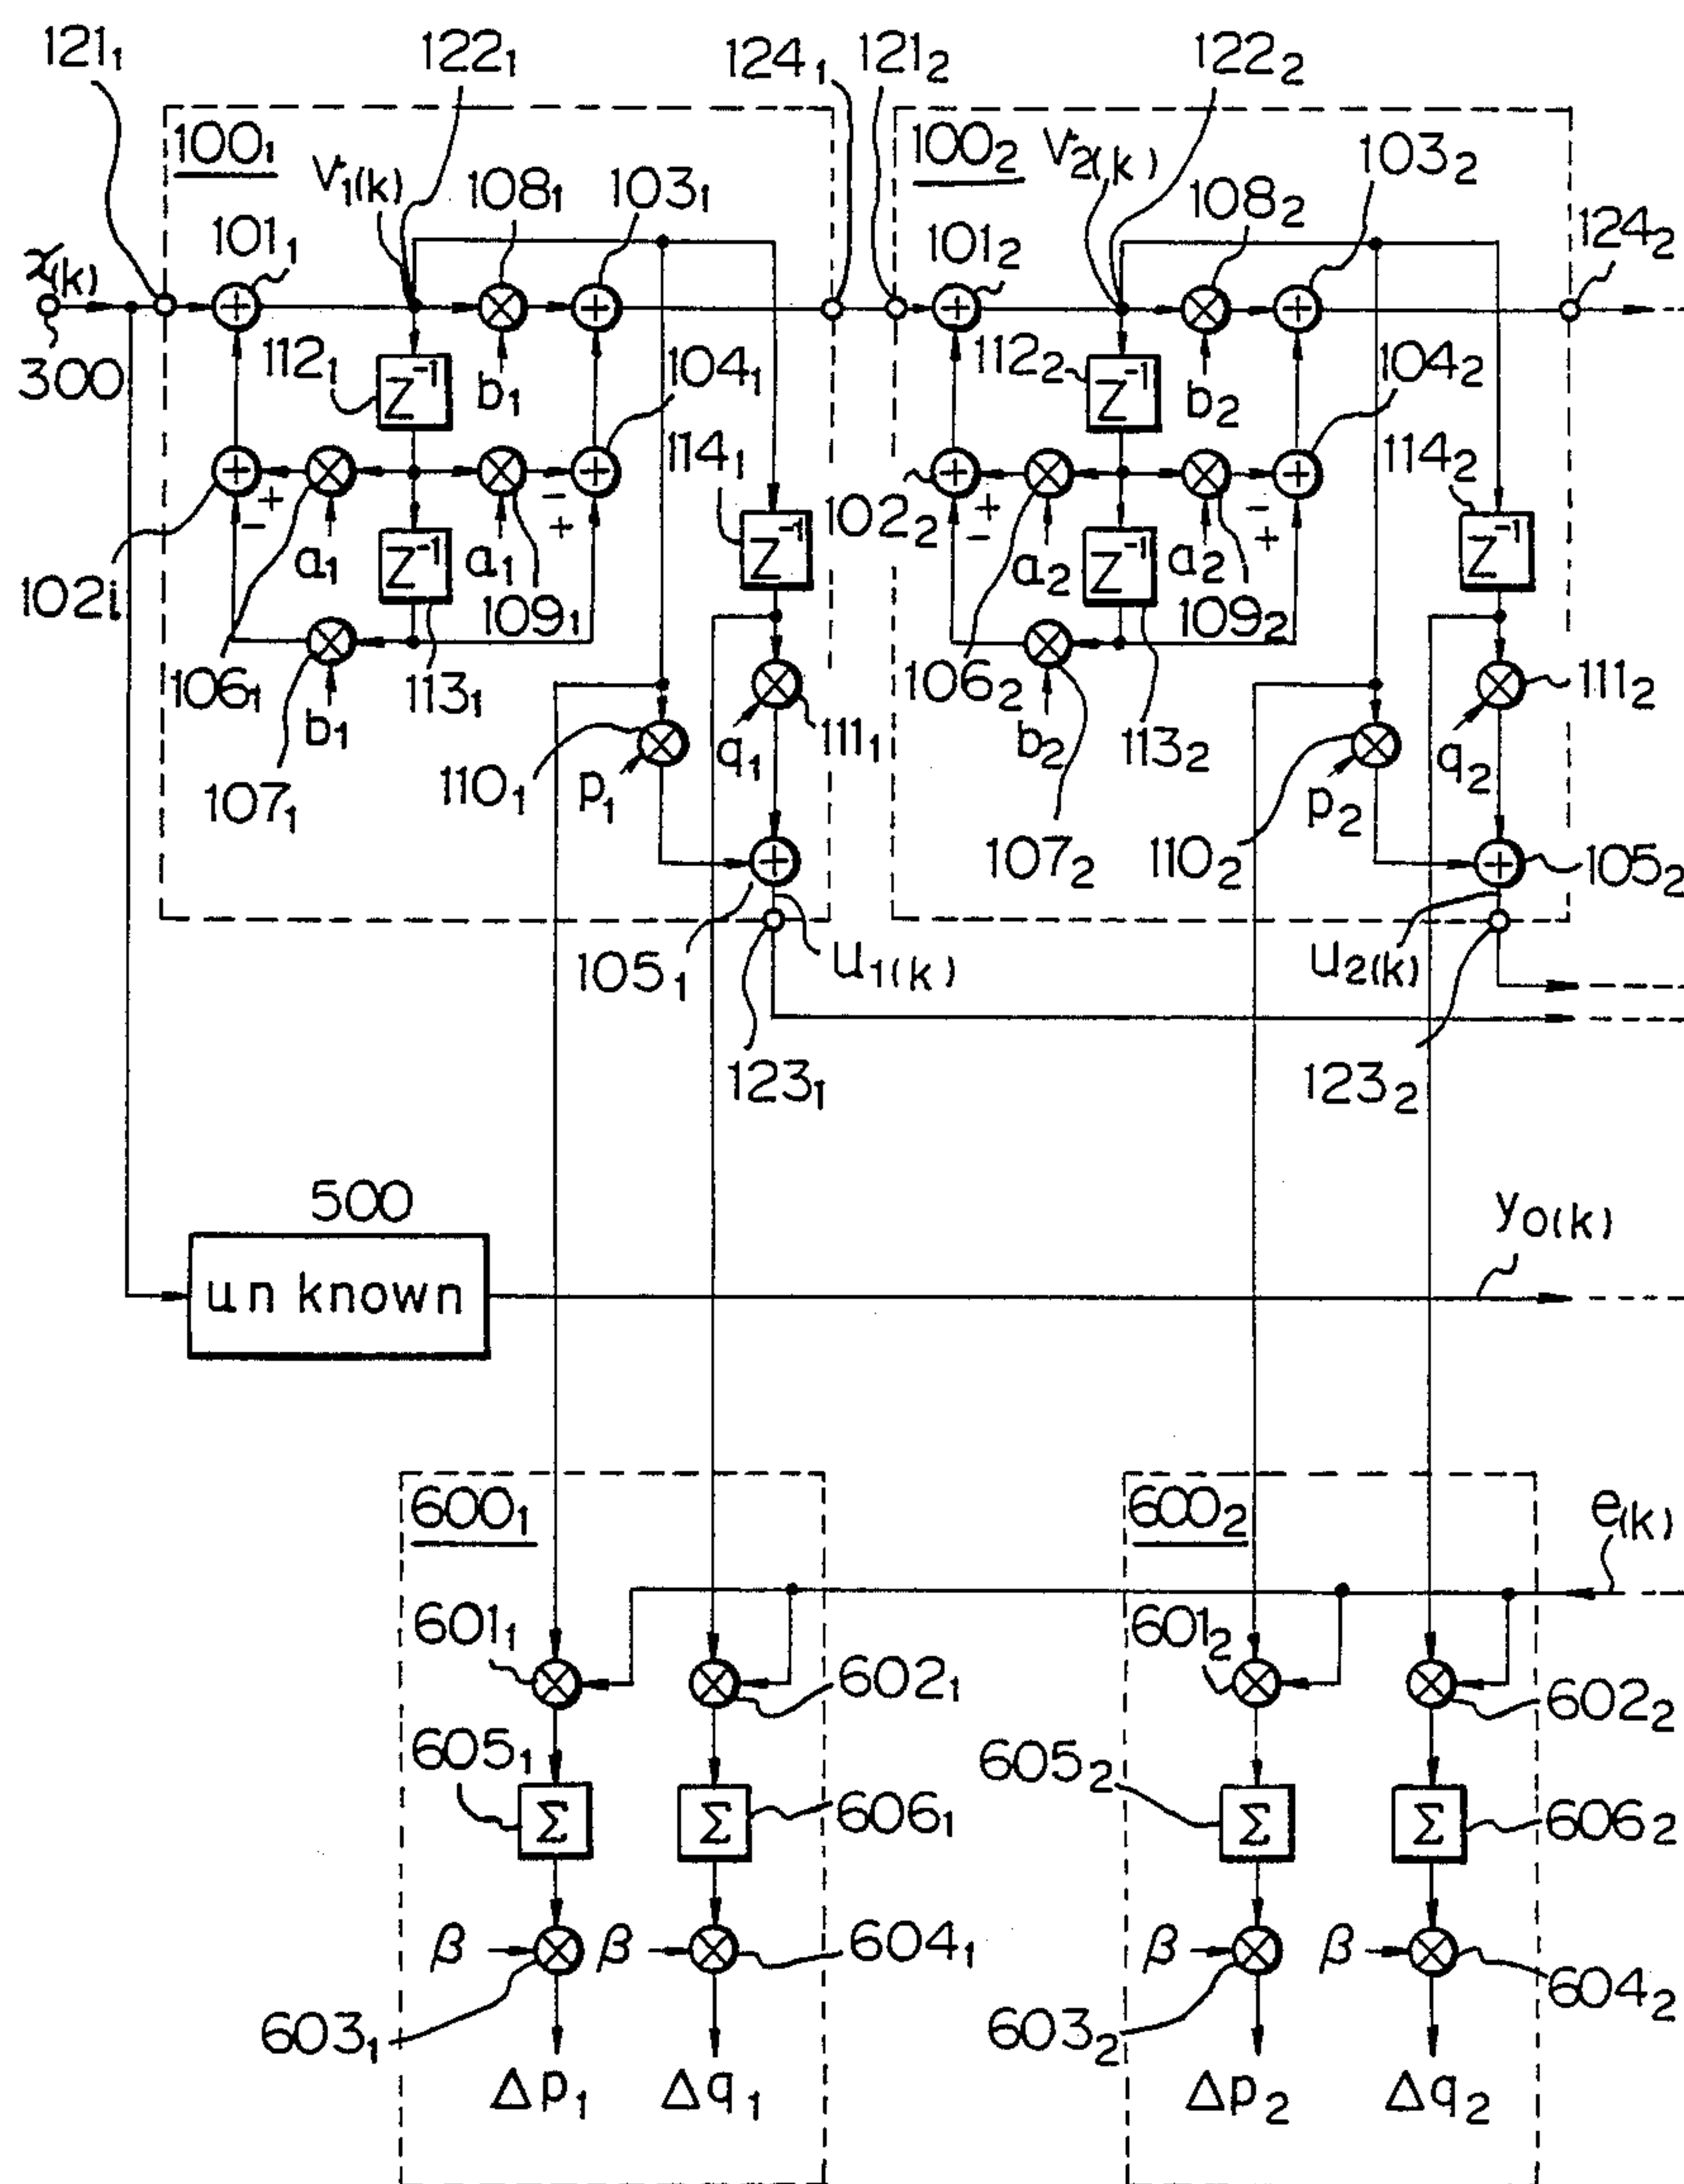 121₁ 122₁ 124₁ 121₂ 122₂
100₁ V₁(k) 108₁ 103₁ 100₂ V₂(k) 108₂ 103₂
x(k) 101₁ 101₂ 124₂
300 112₁ Z⁻¹ b₁ 104₁ 112₂ Z⁻¹ b₂ 104₂
114₁ 114₂
+ − − + + − − +
102i a₁ Z⁻¹ a₁ Z⁻¹ 102₂ a₂ Z⁻¹ a₂ Z⁻¹
109₁ 109₂
106₁ b₁ 113₁ 111₁ 106₂ b₂ 113₂ 111₂
107₁ 110₁ p₁ q₁ 107₂ 110₂ p₂ q₂
105₂
105₁ u₁(k) u₂(k)
123₁ 123₂
500 y₀(k)
un known
600₁ 600₂ e(k)
601₁ 602₁ 601₂ 602₂
605₁ 605₂
Σ Σ 606₁ Σ Σ 606₂
β β 604₁ β β 604₂
603₁ 603₂
Δp₁ Δq₁ Δp₂ Δq₂